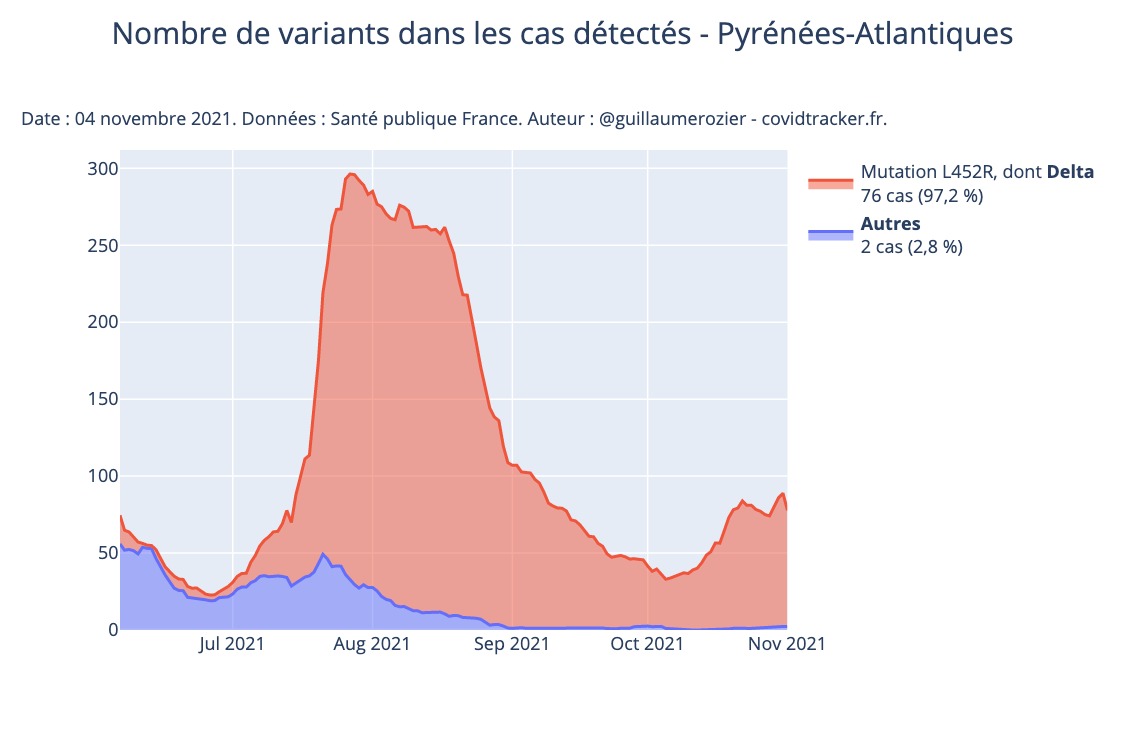 Nombre de variants dans les cas détectés - Pyrénées-Atlantiques
Date : 04 novembre 2021. Données : Santé publique France. Auteur : @guillaumerozier - covidtracker.fr.
300
250
200
150
100
50
0
Jul 2021
Aug 2021
Sep 2021
Oct 2021
Nov 2021
Mutation L452R, dont Delta
76 cas (97,2 %)
Autres
2 cas (2,8 %)